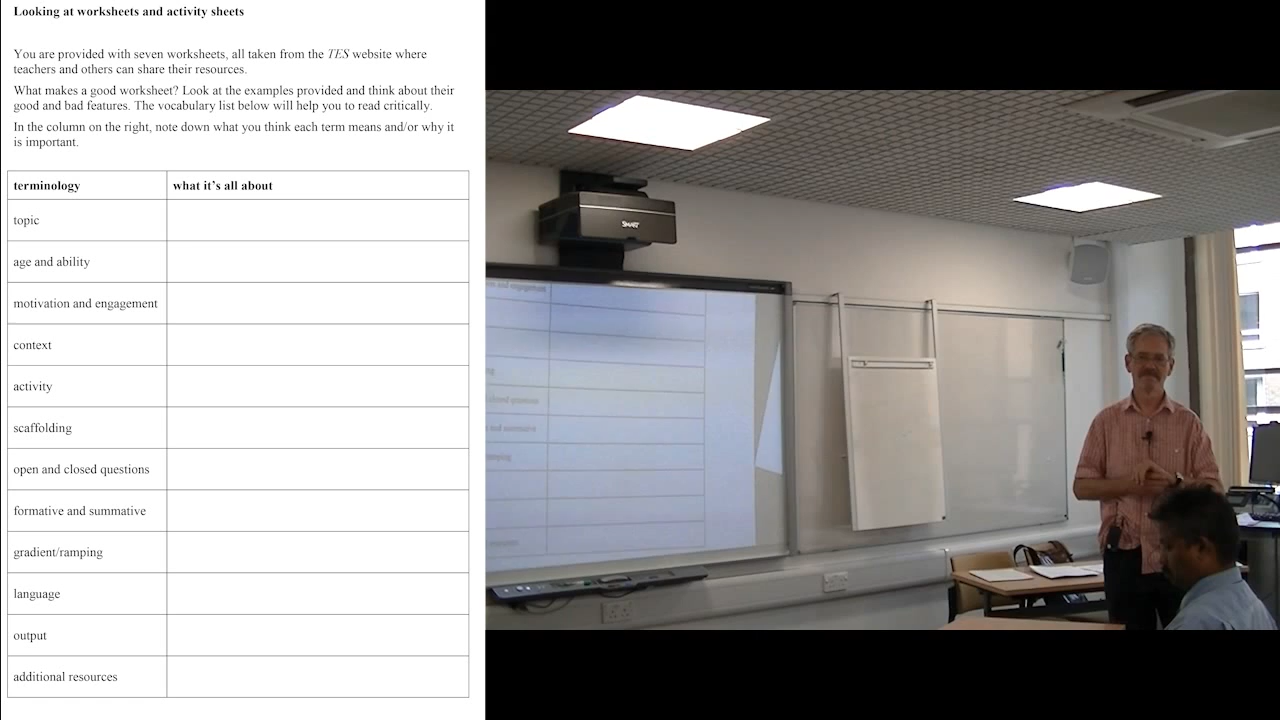 Looking at worksheets and activity sheets
You are provided with seven worksheets, all taken from the TES website where
teachers and others can share their resources.
What makes a good worksheet? Look at the examples provided and think about their
good and bad features. The vocabulary list below will help you to read critically.
In the column on the right, note down what you think each term means and/or why it
is important.
terminology what it's all about
topic
age and ability
motivation and engagement
context
activity
scaffolding
open and closed questions
formative and summative
gradient/ramping
language
output
additional resources
SMART